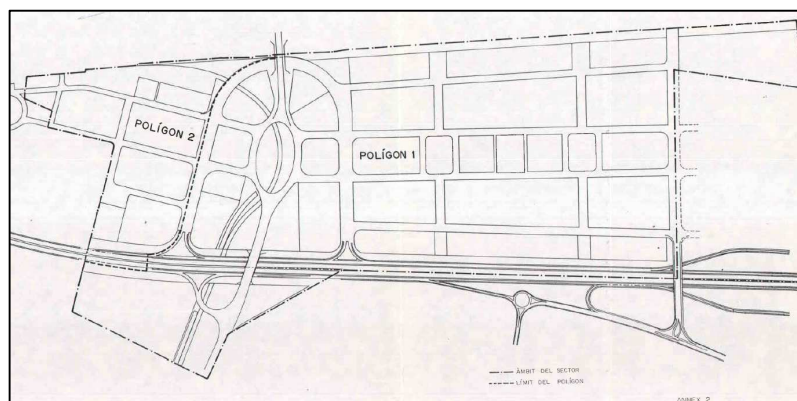 POLÍGON 2
POLÍGON 1
ÀMBIT DEL SECTOR
LÍMIT DEL POLÍGON
ANNEX 2